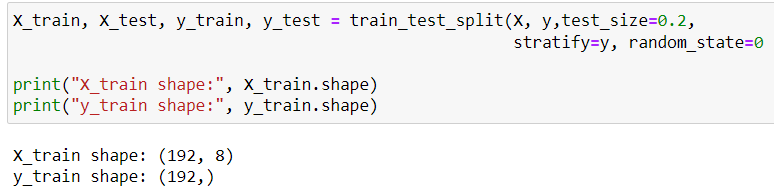 X_train, X_test, y_train, y_test = train_test_split(X, y,test_size=0.2,
stratify=y, random_state=0
print("X_train shape:", X_train.shape)
print("y_train shape:", y_train.shape)
X_train shape: (192, 8)
y_train shape: (192,)